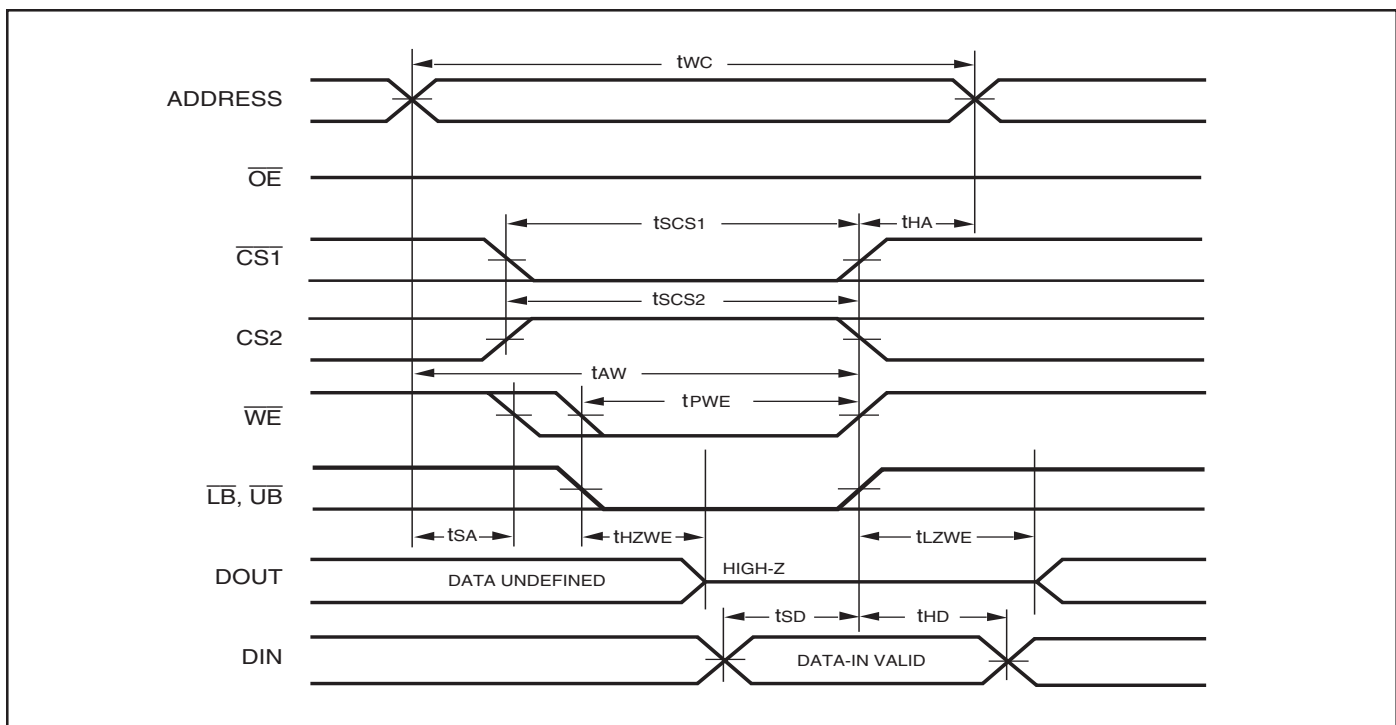 tWC
ADDRESS
OE
tSCS1
tHA
CS1
tSCS2
CS2
tAW
WE
tPWE
LB, UB
tSA
tHZWE
tLZWE
DOUT
DATA UNDEFINED
HIGH-Z
tSD
tHD
DIN
DATA-IN VALID